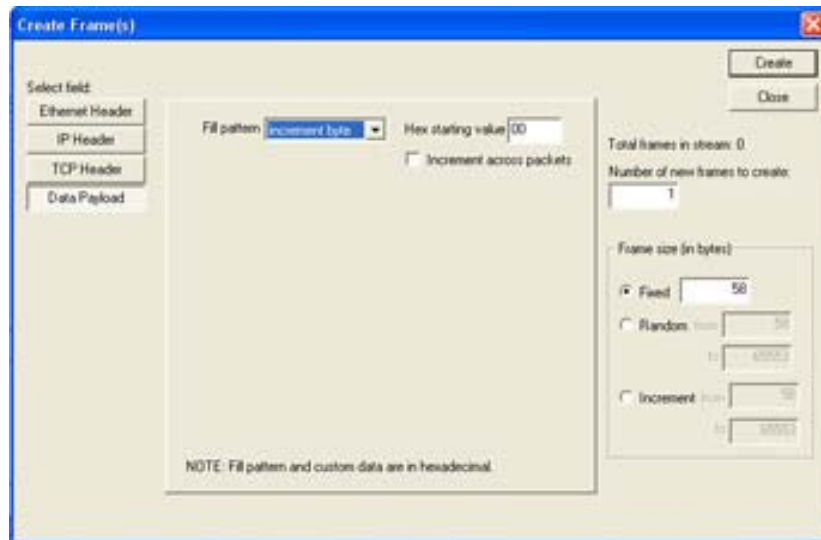 Create Frame(s)
Create
Close
Select field:
Ethernet Header
IP Header
TCP Header
Data Payload
Fill pattern increment byte Hex starting value 00
Increment across packets
Total frames in stream: 0
Number of new frames to create:
1
Frame size (in bytes)
Fixed 58
Random from 58
to
Increment from 58
to
NOTE: Fill pattern and custom data are in hexadecimal.